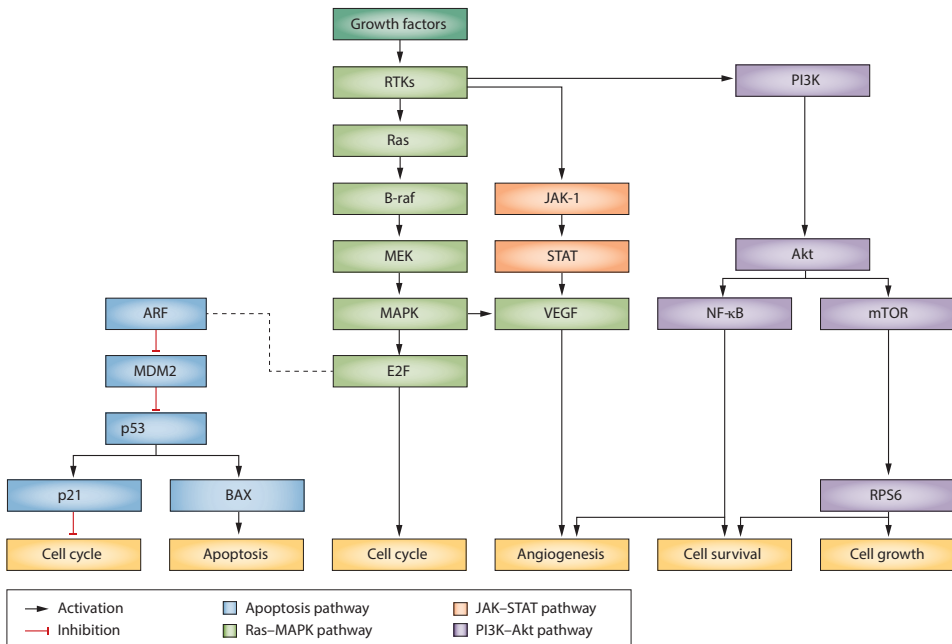 Growth factors
RTKs
PI3K
Ras
B-raf
JAK-1
MEK
STAT
Akt
ARF
MAPK
VEGF
NF-κB
mTOR
MDM2
E2F
p53
p21
BAX
RPS6
Cell cycle
Apoptosis
Cell cycle
Angiogenesis
Cell survival
Cell growth
Activation
Apoptosis pathway
JAK–STAT pathway
Inhibition
Ras–MAPK pathway
PI3K–Akt pathway